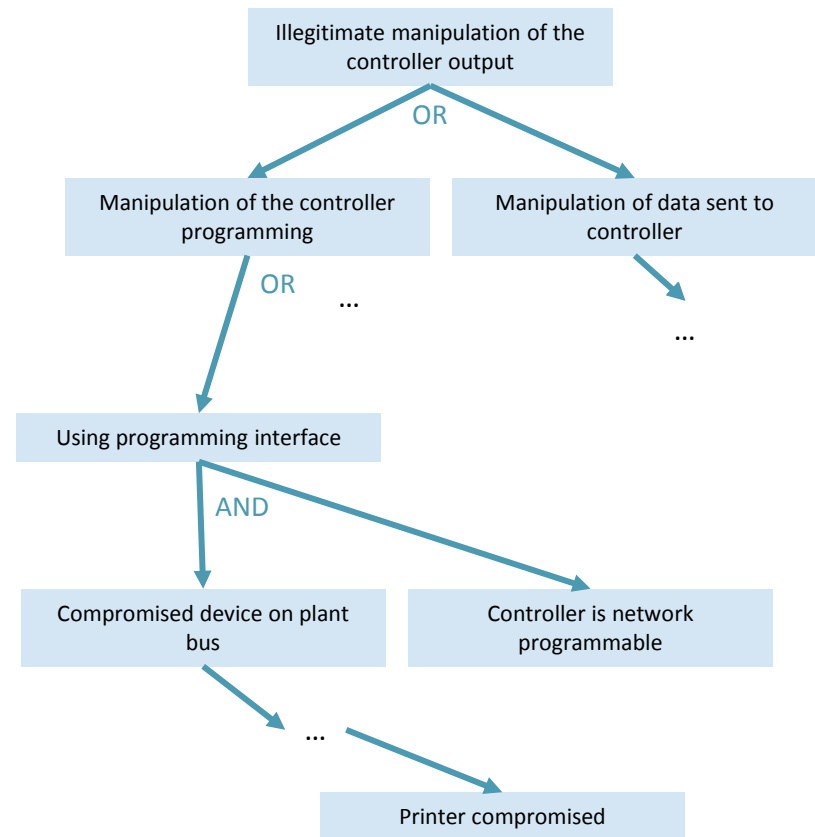 Illegitimate manipulation of the
controller output
OR
Manipulation of the controller
programming
Manipulation of data sent to
controller
OR
...
...
Using programming interface
AND
Compromised device on plant
bus
Controller is network
programmable
...
Printer compromised